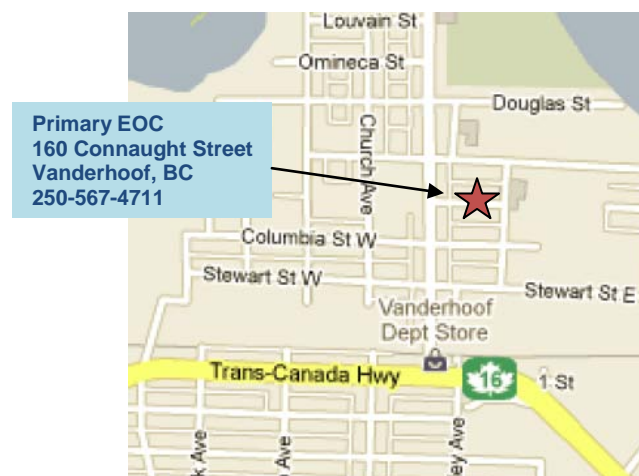 Louvain St
Omineca St
Douglas St
Primary EOC
160 Connaught Street
Vanderhoof, BC
250-567-4711
Church Ave
Columbia St W
Stewart St W
Stewart St E
Vanderhoof
Dept Store
Trans-Canada Hwy
16
1 St
k Ave
Ave
ey Ave